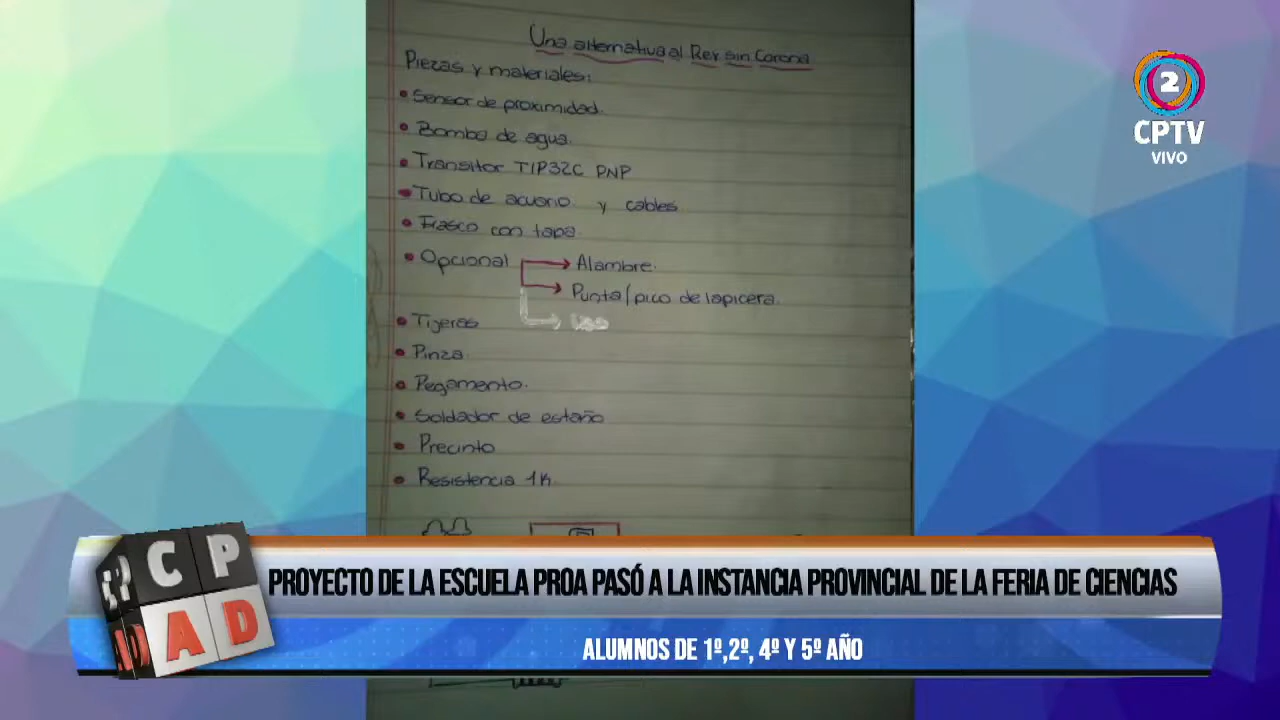 Una alternativa al Rey sin Corona
Piezas y materiales:
• Sensor de proximidad.
• Bomba de agua.
• Transitor TIP32C PNP
• Tubo de acuario y cables
• Frasco con tapa.
• Opcional → Alambre.
→ Punta/pico de lapicera.
• Tijeras
• Pinza.
• Pegamento.
• Soldador de estaño
• Precinto
• Resistencia 1K
2
CPTV
VIVO
CP
AD
PROYECTO DE LA ESCUELA PROA PASÓ A LA INSTANCIA PROVINCIAL DE LA FERIA DE CIENCIAS
ALUMNOS DE 1º,2º, 4º Y 5º AÑO